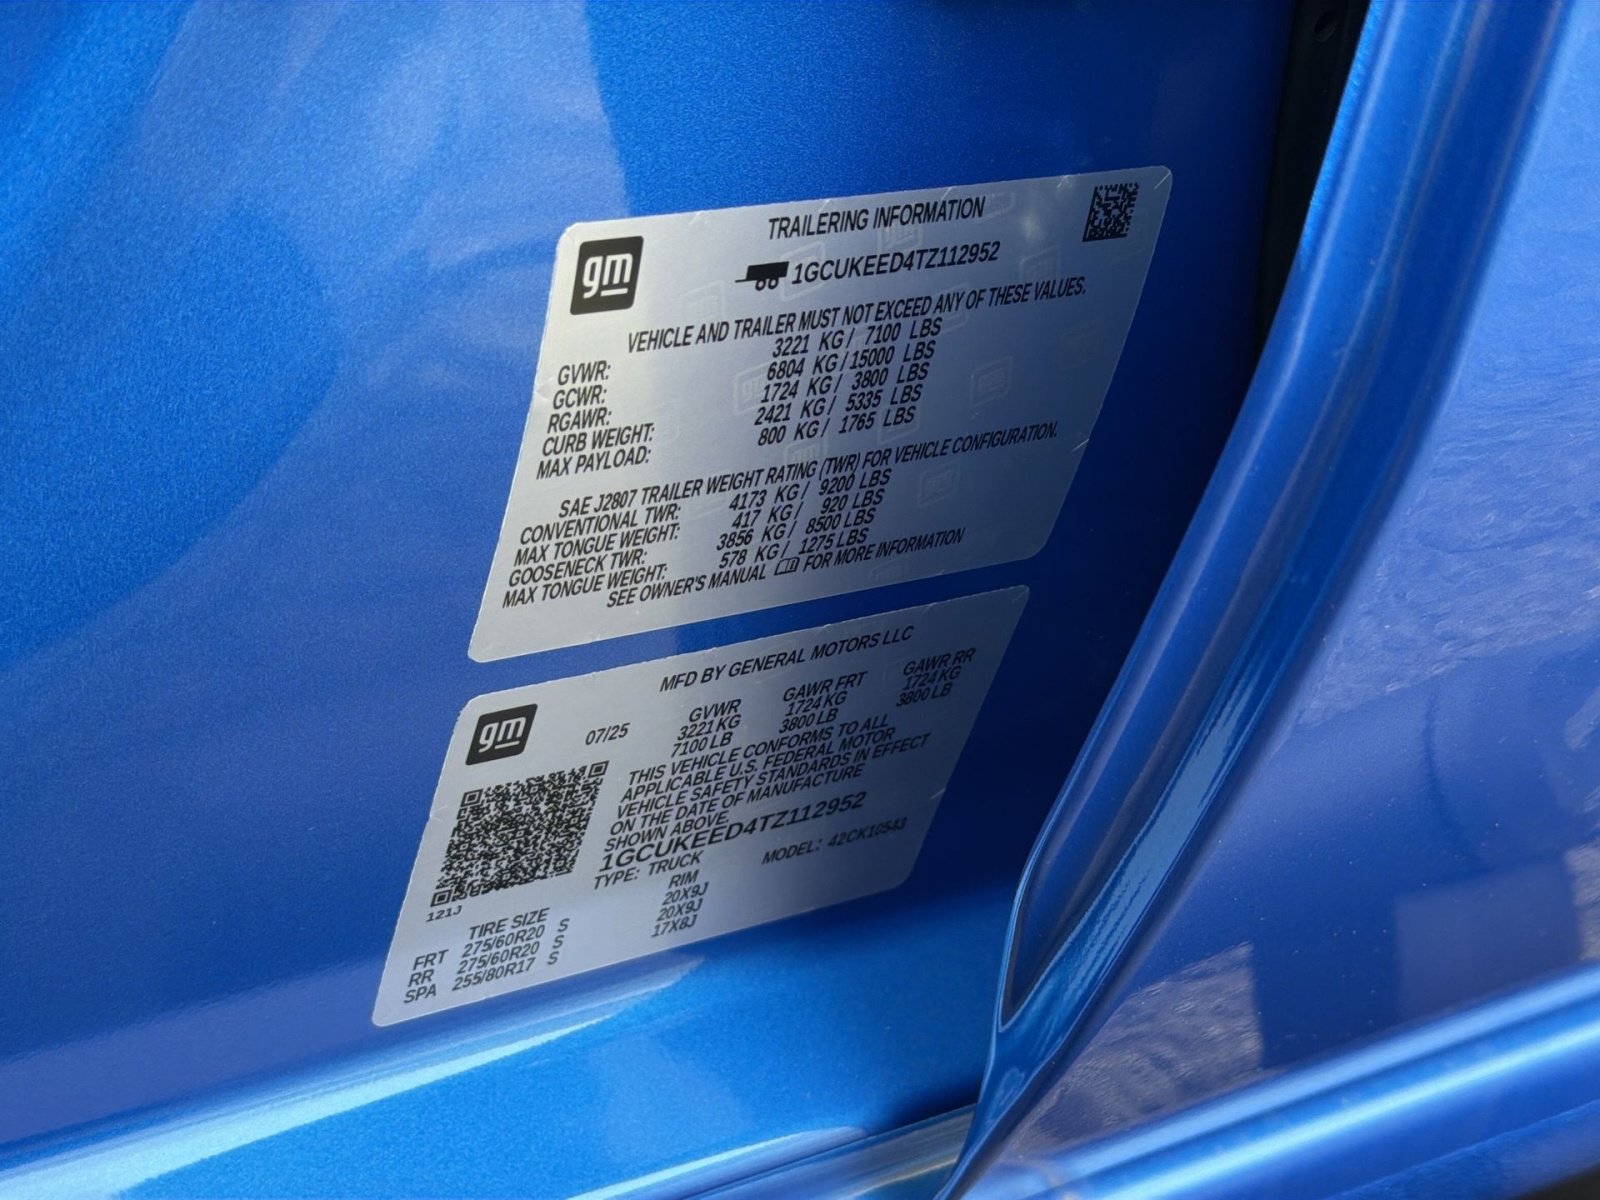 gm
TRAILERING INFORMATION
1GCUKEED4TZ112952
VEHICLE AND TRAILER MUST NOT EXCEED ANY OF THESE VALUES.
GVWR: 3221 KG / 7100 LBS
GCWR: 6804 KG / 15000 LBS
RGAWR: 1724 KG / 3800 LBS
CURB WEIGHT: 2421 KG / 5335 LBS
MAX PAYLOAD: 800 KG / 1765 LBS
SAE J2807 TRAILER WEIGHT RATING (TWR) FOR VEHICLE CONFIGURATION.
CONVENTIONAL TWR: 4173 KG / 9200 LBS
MAX TONGUE WEIGHT: 417 KG / 920 LBS
GOOSENECK TWR: 3856 KG / 8500 LBS
MAX TONGUE WEIGHT: 578 KG / 1275 LBS
SEE OWNER'S MANUAL FOR MORE INFORMATION
gm
MFD BY GENERAL MOTORS LLC
07/25 GVWR GAWR FRT GAWR RR
3221 KG 1724 KG 1724 KG
7100 LB 3800 LB 3800 LB
THIS VEHICLE CONFORMS TO ALL
APPLICABLE U.S. FEDERAL MOTOR
VEHICLE SAFETY STANDARDS IN EFFECT
ON THE DATE OF MANUFACTURE
SHOWN ABOVE.
1GCUKEED4TZ112952
TYPE: TRUCK MODEL: 42CK10543
121J
TIRE SIZE RIM
FRT 275/60R20 S 20X9J
RR 275/60R20 S 20X9J
SPA 255/80R17 S 17X8J